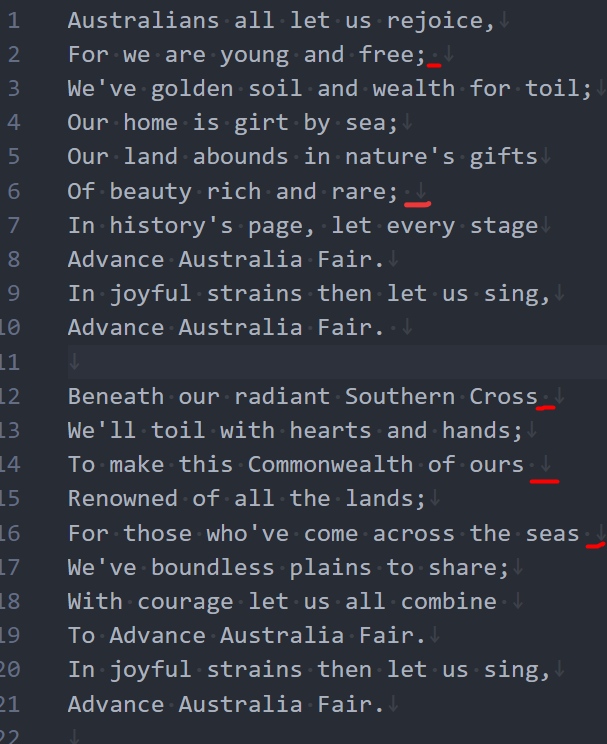 1 Australians all let us rejoice,↓
2 For we are young and free; ↓
3 We've golden soil and wealth for toil;↓
4 Our home is girt by sea;↓
5 Our land abounds in nature's gifts↓
6 Of beauty rich and rare; ↓
7 In history's page, let every stage↓
8 Advance Australia Fair.↓
9 In joyful strains then let us sing,↓
10 Advance Australia Fair. ↓
11 ↓
12 Beneath our radiant Southern Cross ↓
13 We'll toil with hearts and hands;↓
14 To make this Commonwealth of ours ↓
15 Renowned of all the lands;↓
16 For those who've come across the seas ↓
17 We've boundless plains to share;↓
18 With courage let us all combine ↓
19 To Advance Australia Fair.↓
20 In joyful strains then let us sing,↓
21 Advance Australia Fair.↓
22 ↓